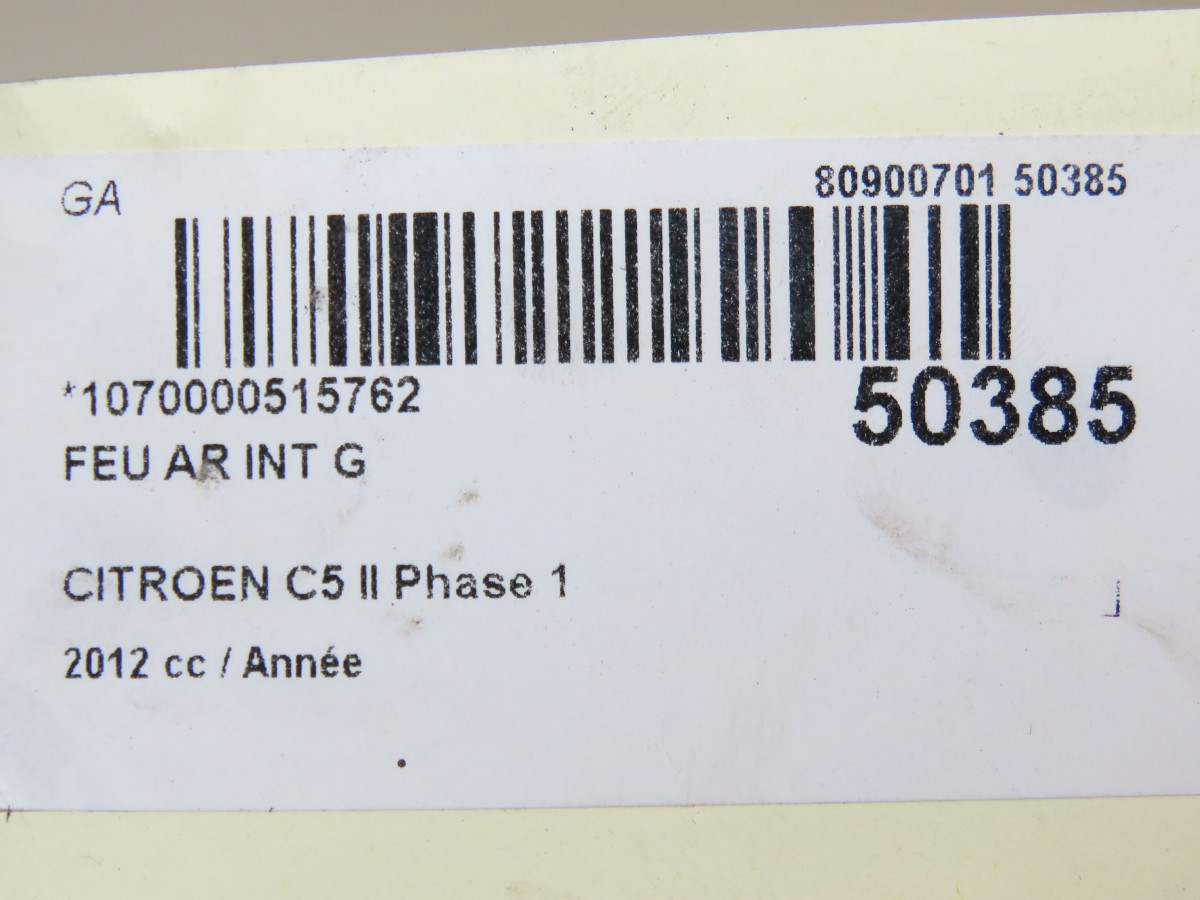 GA
80900701 50385
*1070000515762
50385
FEU AR INT G
CITROEN C5 II Phase 1
2012 cc / Année